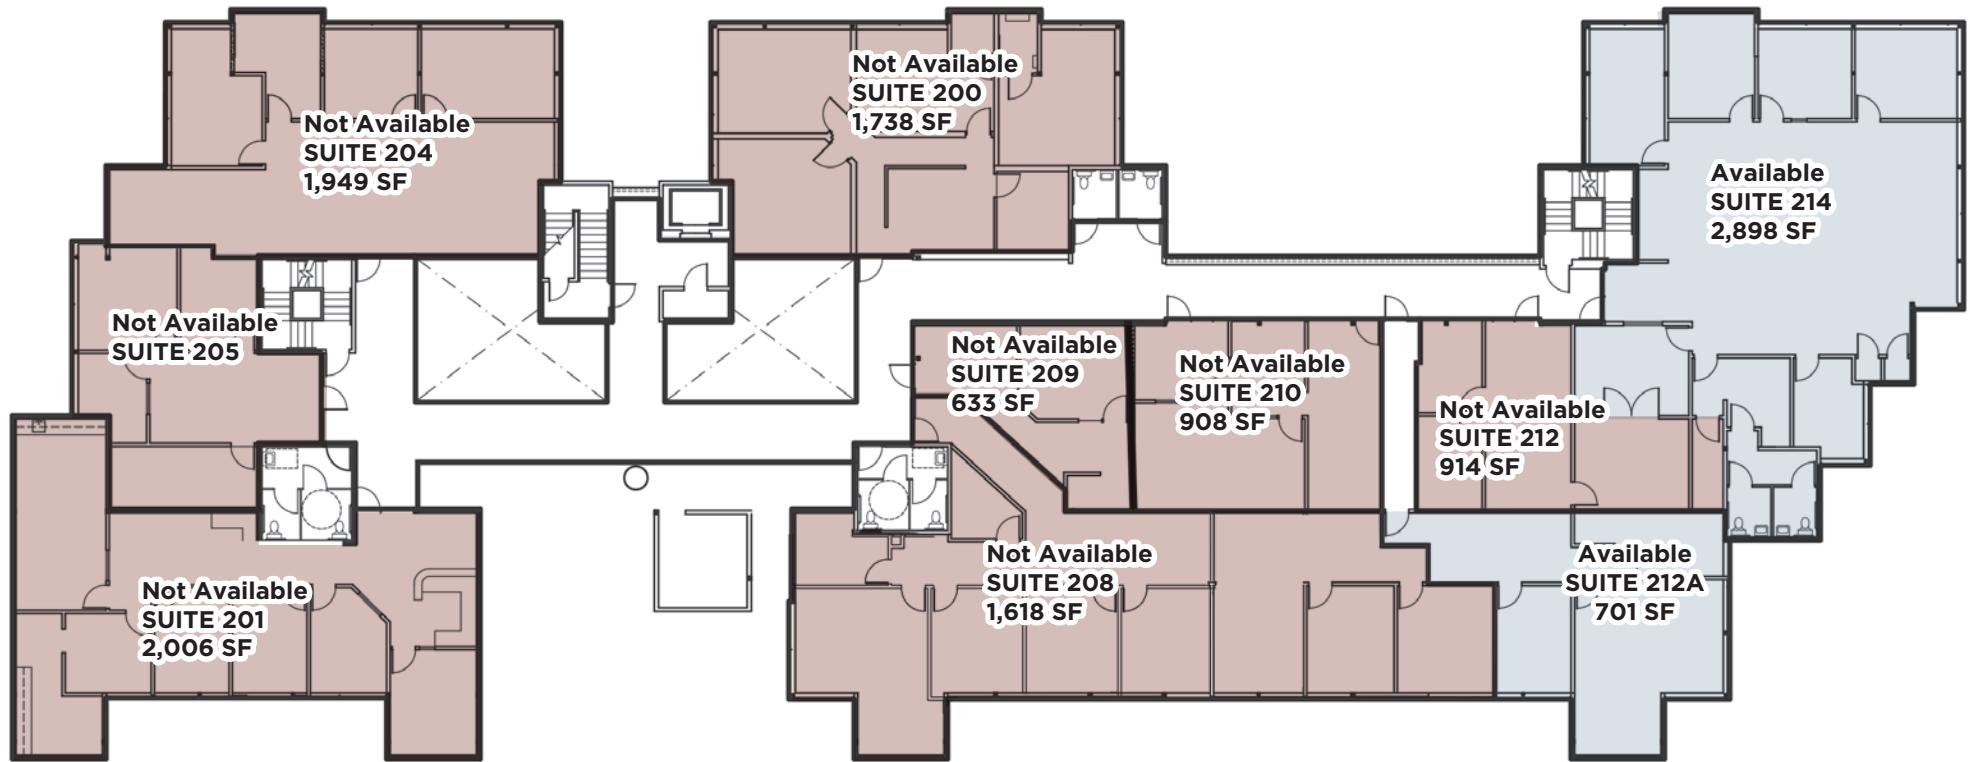 Not Available
SUITE 204
1,949 SF
Not Available
SUITE 200
1,738 SF
Available
SUITE 214
2,898 SF
Not Available
SUITE 205
Not Available
SUITE 209
633 SF
Not Available
SUITE 210
908 SF
Not Available
SUITE 212
914 SF
Not Available
SUITE 201
2,006 SF
Not Available
SUITE 208
1,618 SF
Available
SUITE 212A
701 SF